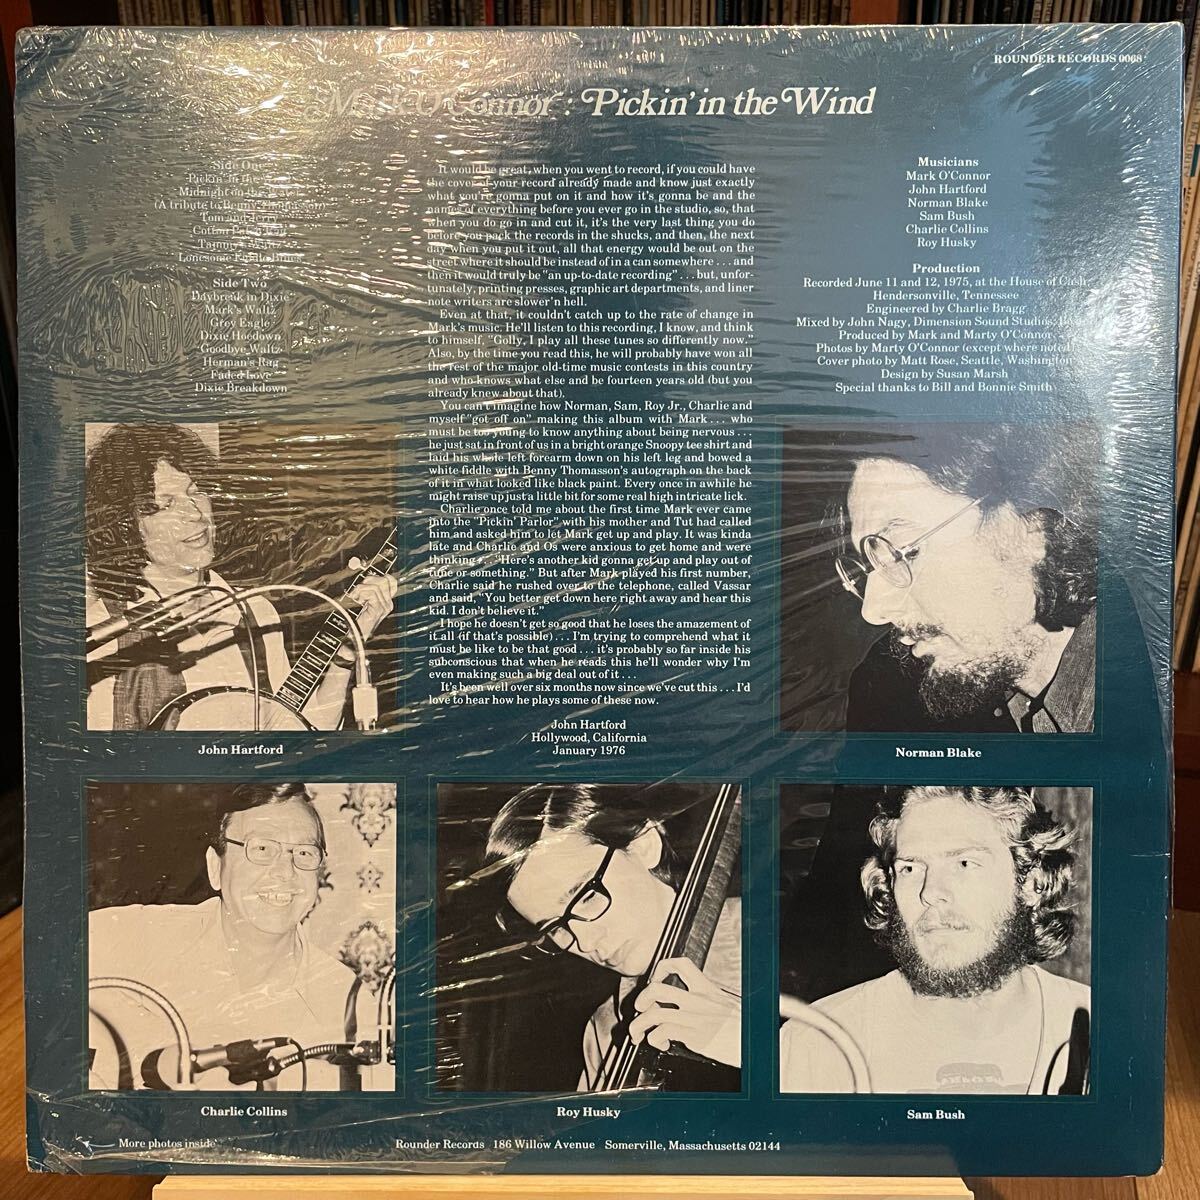 ROUNDER RECORDS 0068
Mark O'Connor: Pickin' in the Wind
Side One
Pickin' in the Wind
Midnight on the Water
(A tribute to Benny Thomasson)
Tom and Jerry
Cotton Patch Rag
Tammy's Waltz
Lonesome Fiddle Blues
Side Two
Daybreak in Dixie
Mark's Waltz
Grey Eagle
Dixie Hoedown
Goodbye Waltz
Herman's Rag
Faded Love
Dixie Breakdown
It would be great, when you went to record, if you could have
the cover of your record already made and know just exactly
what you're gonna put on it and how it's gonna be and the
names of everything before you ever go in the studio, so, that
when you do go in and cut it, it's the very last thing you do
before you pack the records in the shucks, and then, the next
day when you put it out, all that energy would be out on the
street where it should be instead of in a can somewhere . . . and
then it would truly be "an up-to-date recording" . . . but, unfor-
tunately, printing presses, graphic art departments, and liner
note writers are slower'n hell.
Even at that, it couldn't catch up to the rate of change in
Mark's music. He'll listen to this recording, I know, and think
to himself, "Golly, I play all these tunes so differently now."
Also, by the time you read this, he will probably have won all
the rest of the major old-time music contests in this country
and who knows what else and be fourteen years old (but you
already knew about that).
You can't imagine how Norman, Sam, Roy Jr., Charlie and
myself "got off on" making this album with Mark . . . who
must be too young to know anything about being nervous . . .
he just sat in front of us in a bright orange Snoopy tee shirt and
laid his whole left forearm down on his left leg and bowed a
white fiddle with Benny Thomasson's autograph on the back
of it in what looked like black paint. Every once in awhile he
might raise up just a little bit for some real high intricate lick.
Charlie once told me about the first time Mark ever came
into the "Pickin' Parlor" with his mother and Tut had called
him and asked him to let Mark get up and play. It was kinda
late and Charlie and Os were anxious to get home and were
thinking . . . "Here's another kid gonna get up and play out of
tune or something." But after Mark played his first number,
Charlie said he rushed over to the telephone, called Vassar
and said, "You better get down here right away and hear this
kid. I don't believe it."
I hope he doesn't get so good that he loses the amazement of
it all (if that's possible) . . . I'm trying to comprehend what it
must be like to be that good . . . it's probably so far inside his
subconscious that when he reads this he'll wonder why I'm
even making such a big deal out of it . . .
It's been well over six months now since we've cut this . . . I'd
love to hear how he plays some of these now.
John Hartford
Hollywood, California
January 1976
Musicians
Mark O'Connor
John Hartford
Norman Blake
Sam Bush
Charlie Collins
Roy Husky
Production
Recorded June 11 and 12, 1975, at the House of Cash,
Hendersonville, Tennessee
Engineered by Charlie Bragg
Mixed by John Nagy, Dimension Sound Studios,
Produced by Mark and Marty O'Connor
Photos by Marty O'Connor (except where noted)
Cover photo by Matt Rose, Seattle, Washington
Design by Susan Marsh
Special thanks to Bill and Bonnie Smith
John Hartford
Norman Blake
Charlie Collins
Roy Husky
Sam Bush
More photos inside
Rounder Records 186 Willow Avenue Somerville, Massachusetts 02144